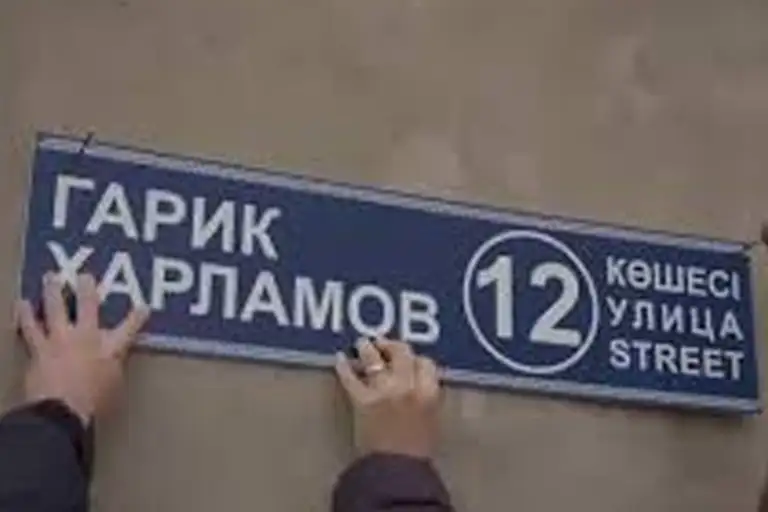 ГАРИК
ХАРЛАМОВ
12
КӨШЕСІ
УЛИЦА
STREET